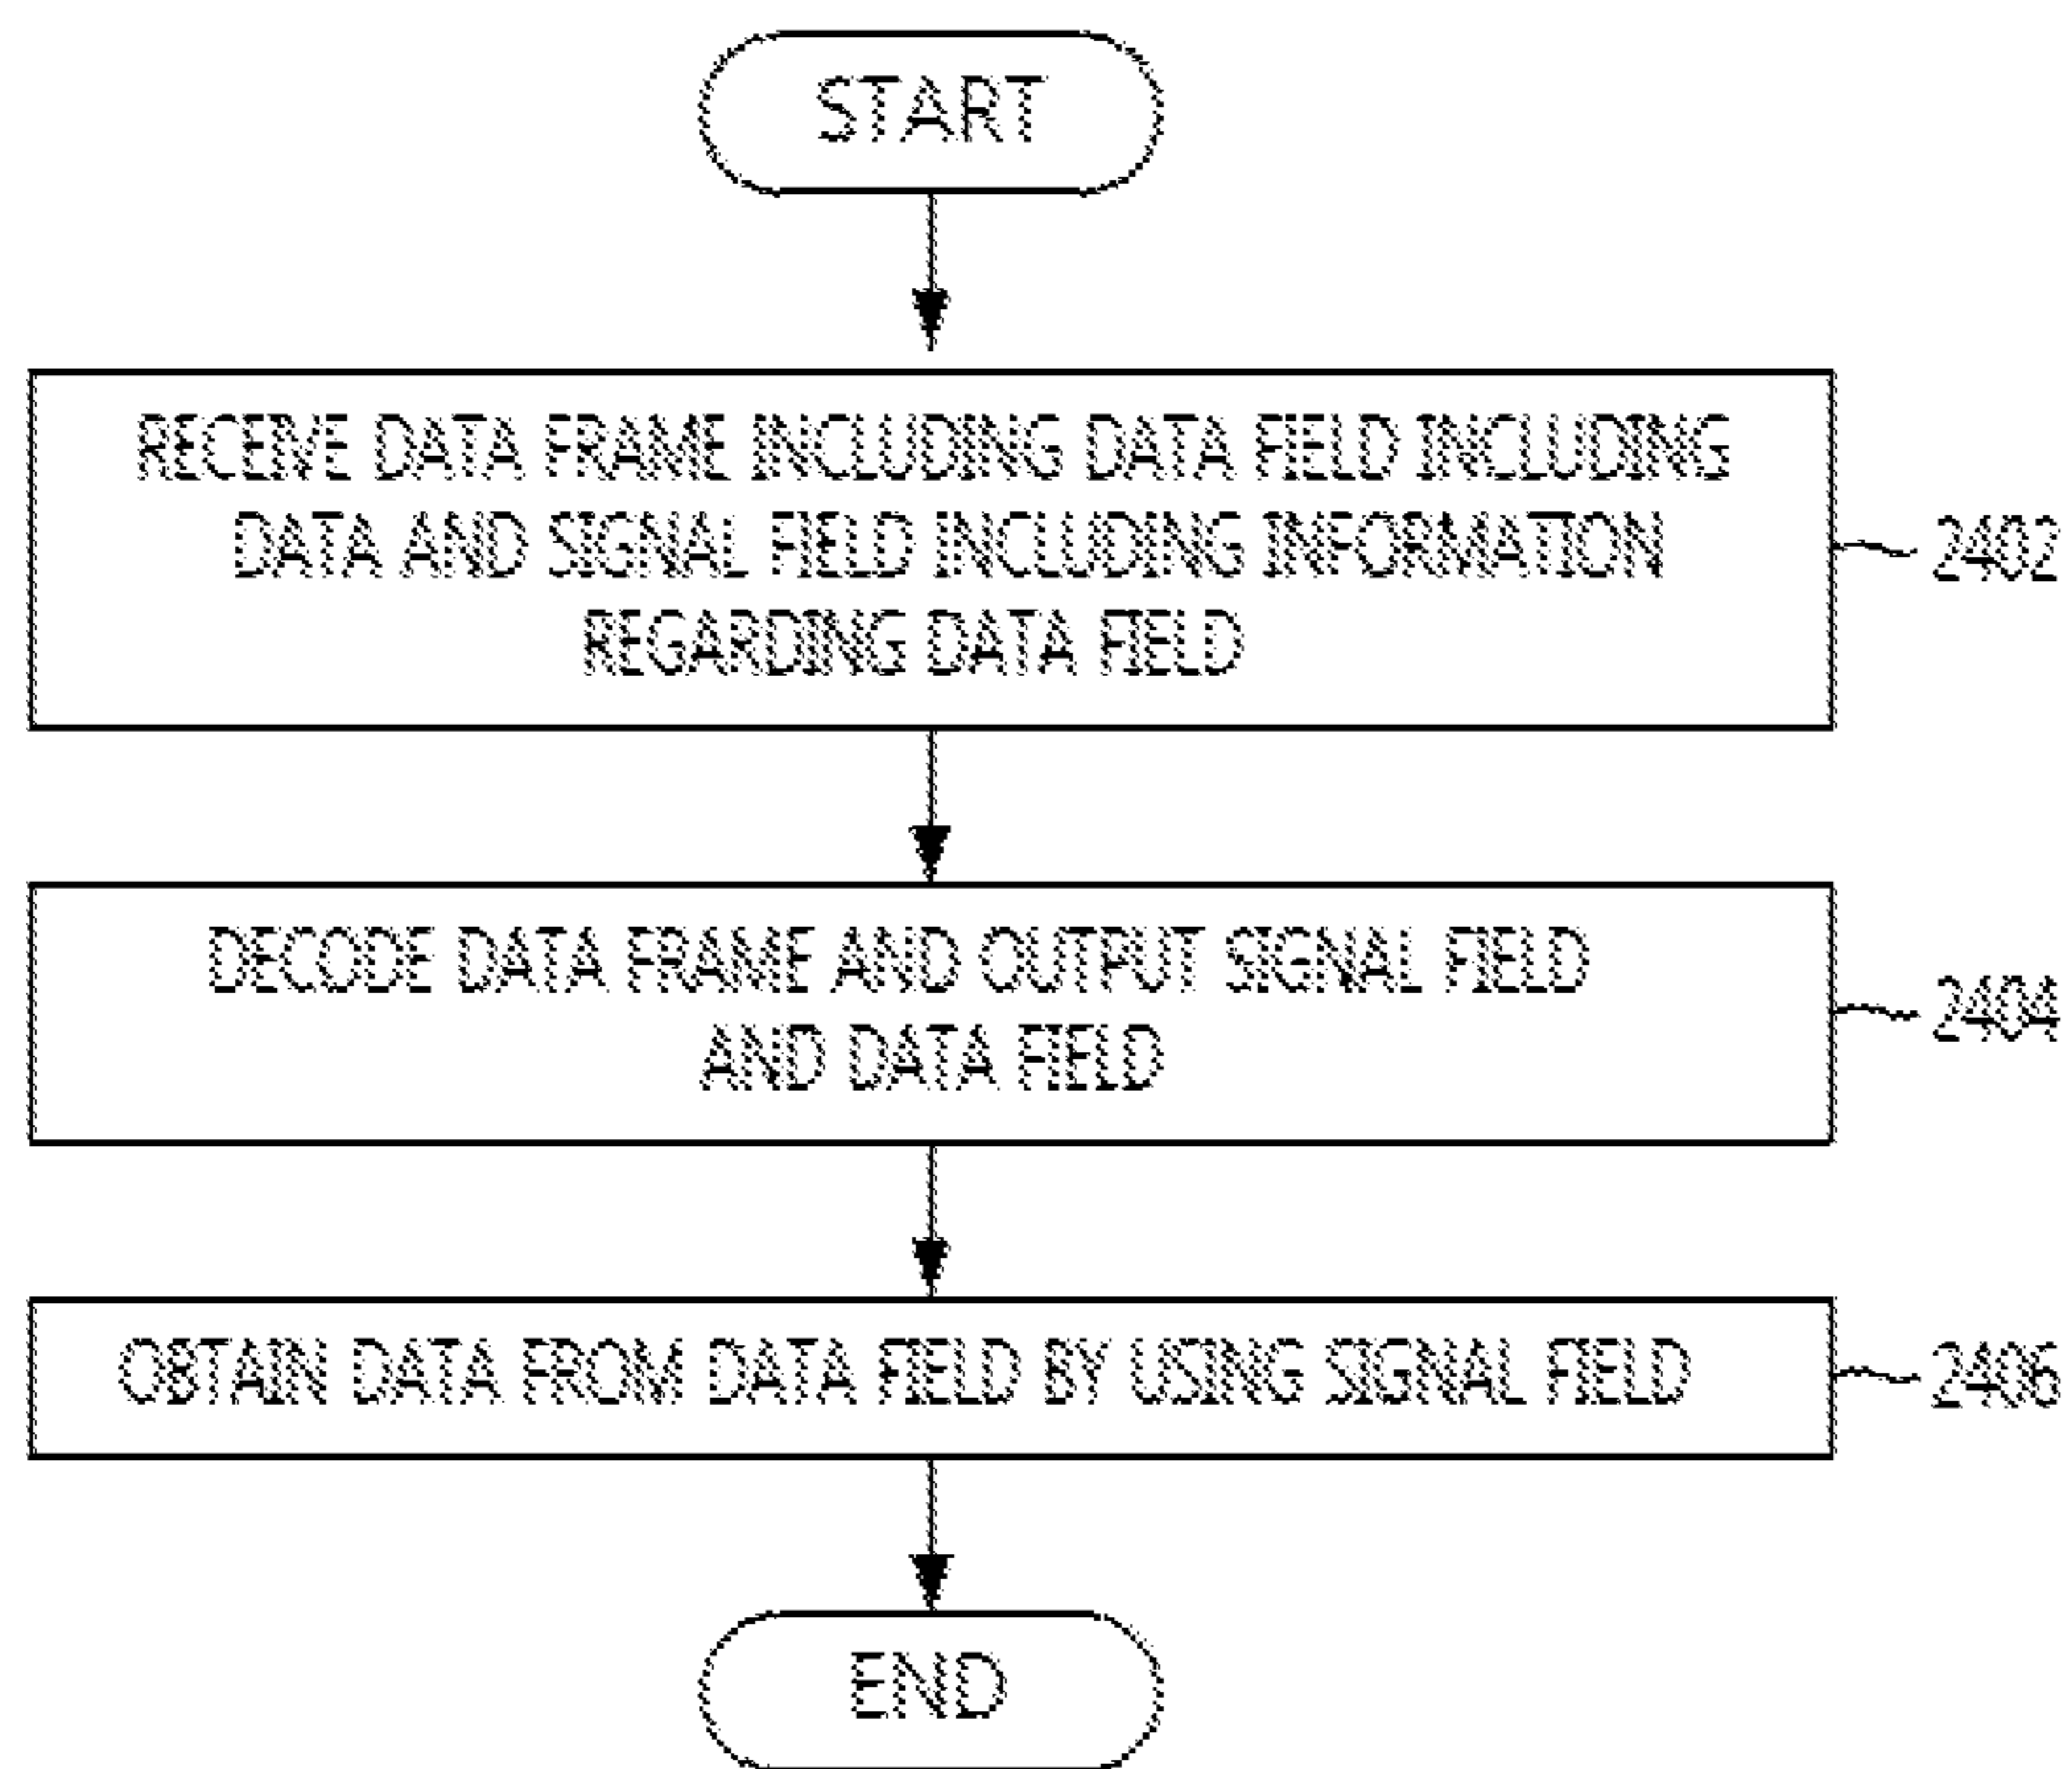 START
RECEIVE DATA FRAME INCLUDING DATA FIELD INCLUDING
DATA AND SIGNAL FIELD INCLUDING INFORMATION
REGARDING DATA FIELD
2402
DECODE DATA FRAME AND OUTPUT SIGNAL FIELD
AND DATA FIELD
2404
OBTAIN DATA FROM DATA FIELD BY USING SIGNAL FIELD
2406
END